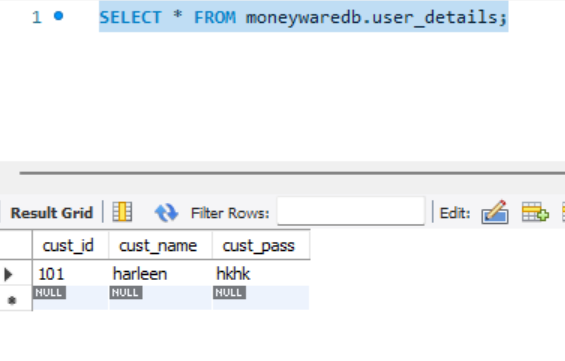 1 SELECT * FROM moneywaredb.user_details;
Result Grid Filter Rows: Edit:
cust_id cust_name cust_pass
101 harleen hkhk
NULL NULL NULL